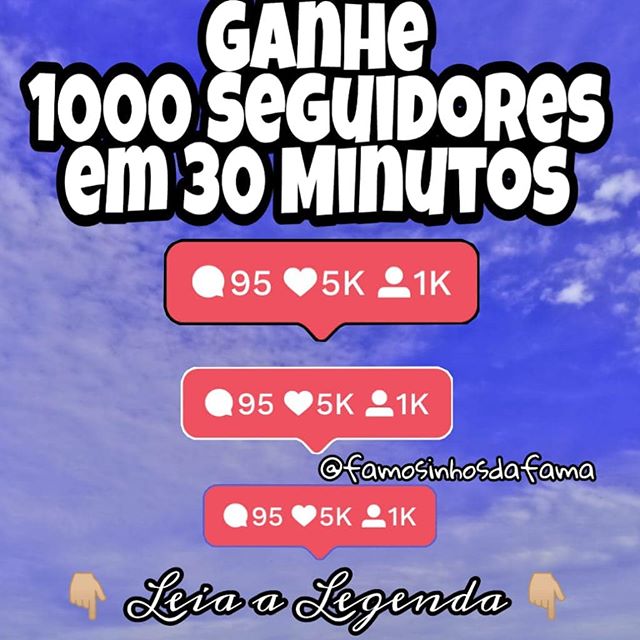 GANHE
1000 SEGUIDORES
EM 30 MINUTOS
95 5K 1K
95 5K 1K
@famosinhosdafama
95 5K 1K
Leia a Legenda